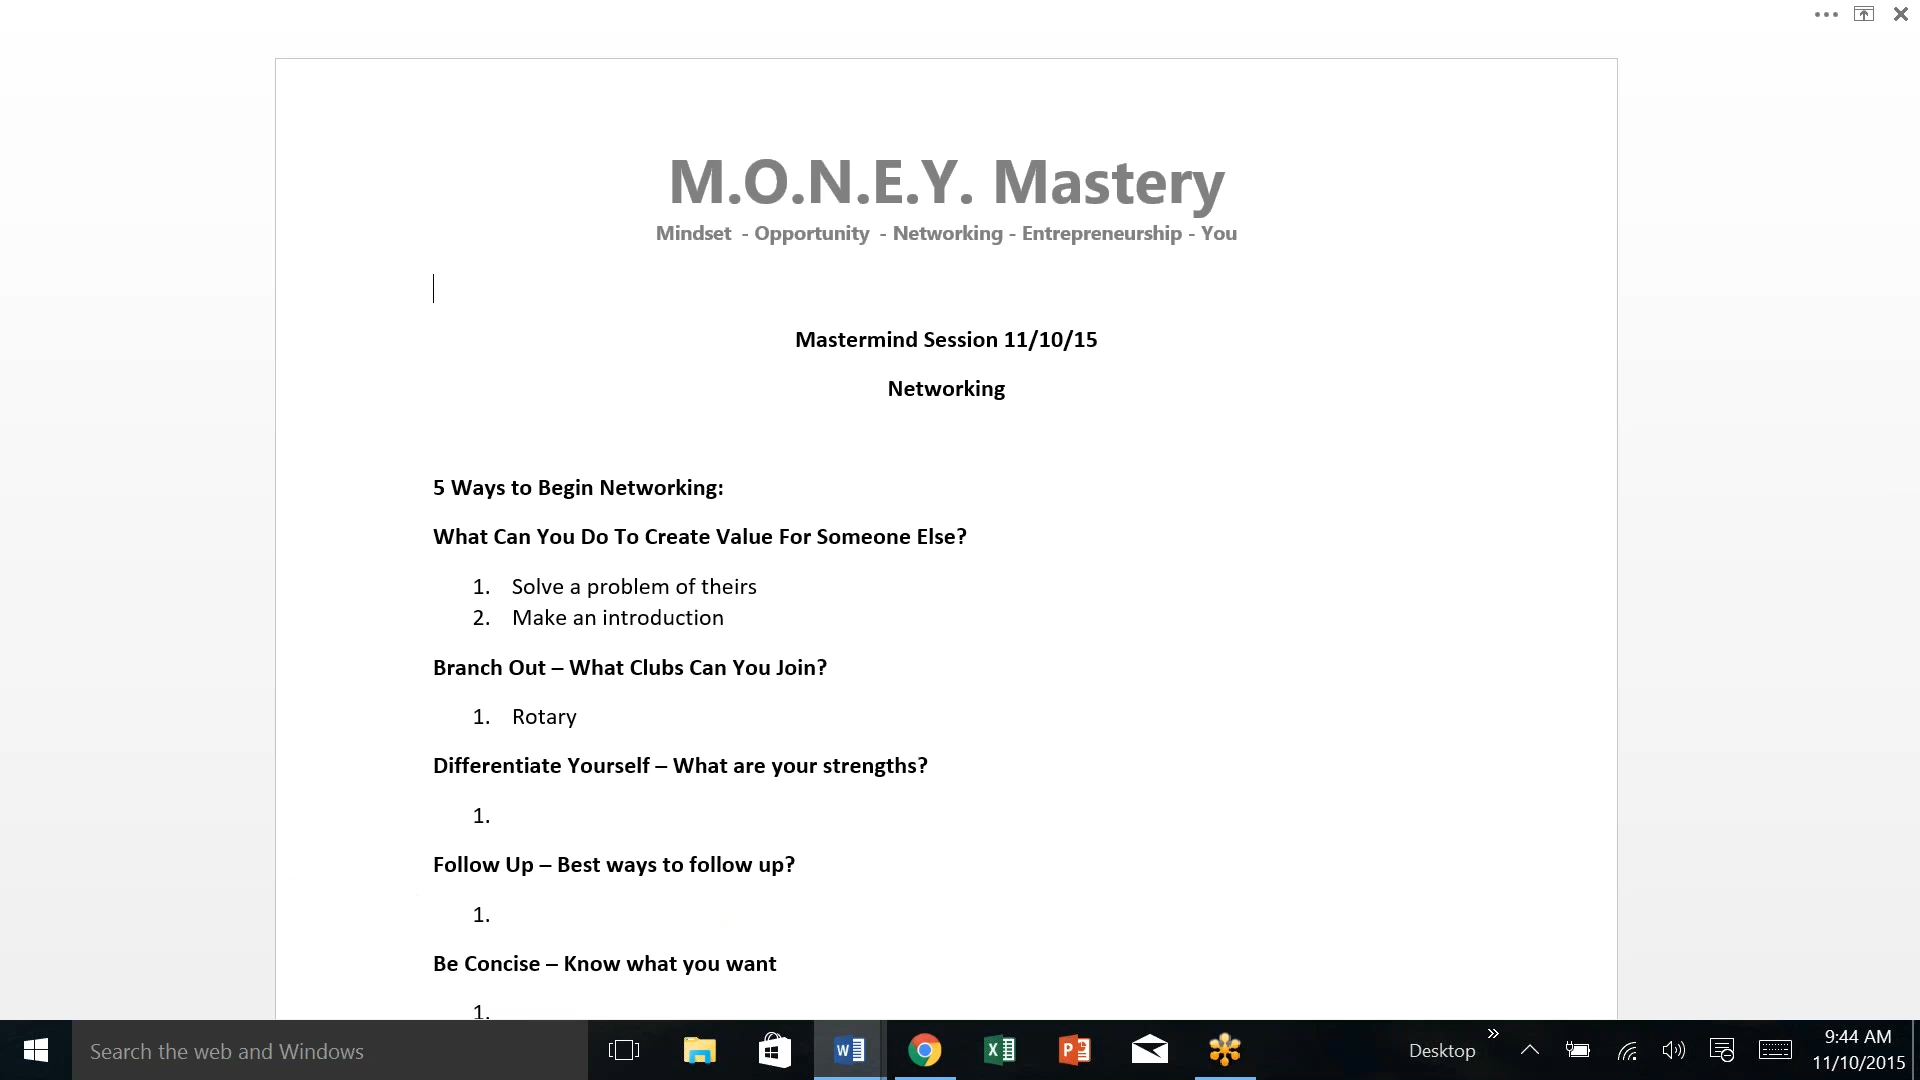 M.O.N.E.Y. Mastery
Mindset - Opportunity - Networking - Entrepreneurship - You
Mastermind Session 11/10/15
Networking
5 Ways to Begin Networking:
What Can You Do To Create Value For Someone Else?
1. Solve a problem of theirs
2. Make an introduction
Branch Out – What Clubs Can You Join?
1. Rotary
Differentiate Yourself – What are your strengths?
1.
Follow Up – Best ways to follow up?
1.
Be Concise – Know what you want
1.
Search the web and Windows
Desktop
9:44 AM
11/10/2015